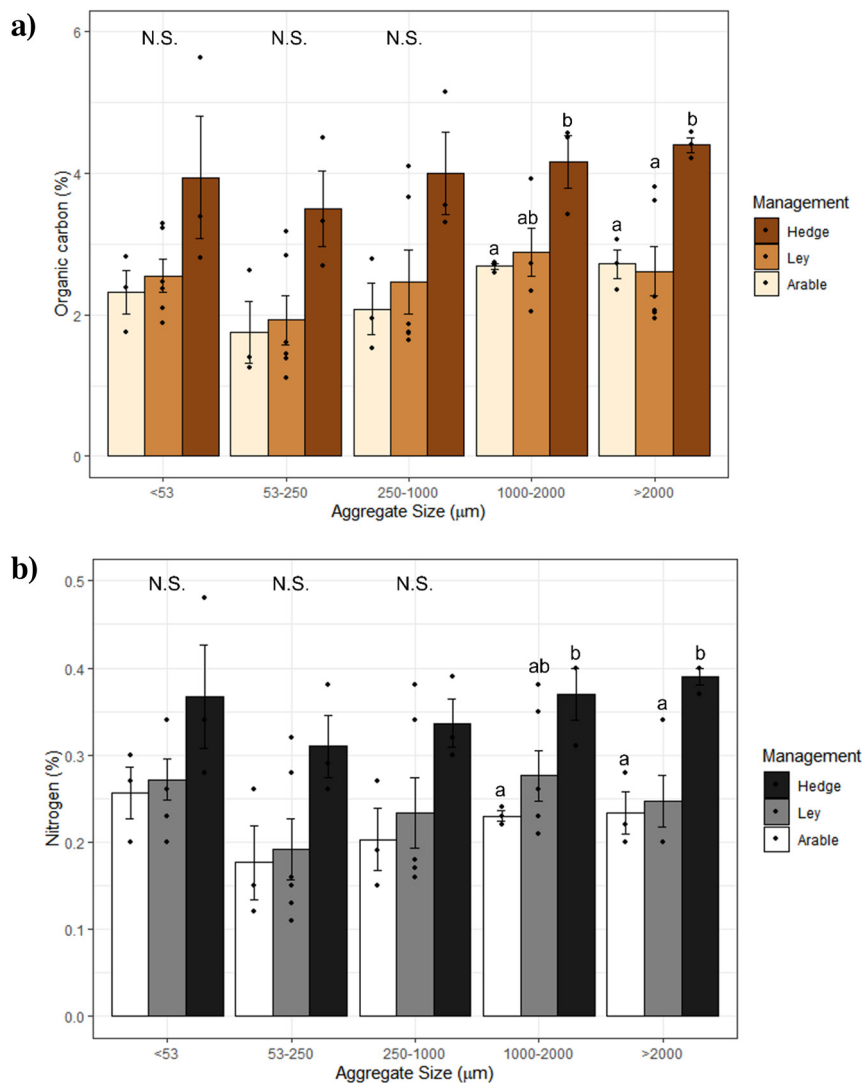 a)
N.S. N.S. N.S.
6
4
2
0
Organic carbon (%)
a ab b
a a b
<53 53-250 250-1000 1000-2000 >2000
Aggregate Size (μm)
Management
Hedge
Ley
Arable
b)
N.S. N.S. N.S.
0.5
0.4
0.3
0.2
0.1
0.0
Nitrogen (%)
a ab b
a a b
<53 53-250 250-1000 1000-2000 >2000
Aggregate Size (μm)
Management
Hedge
Ley
Arable